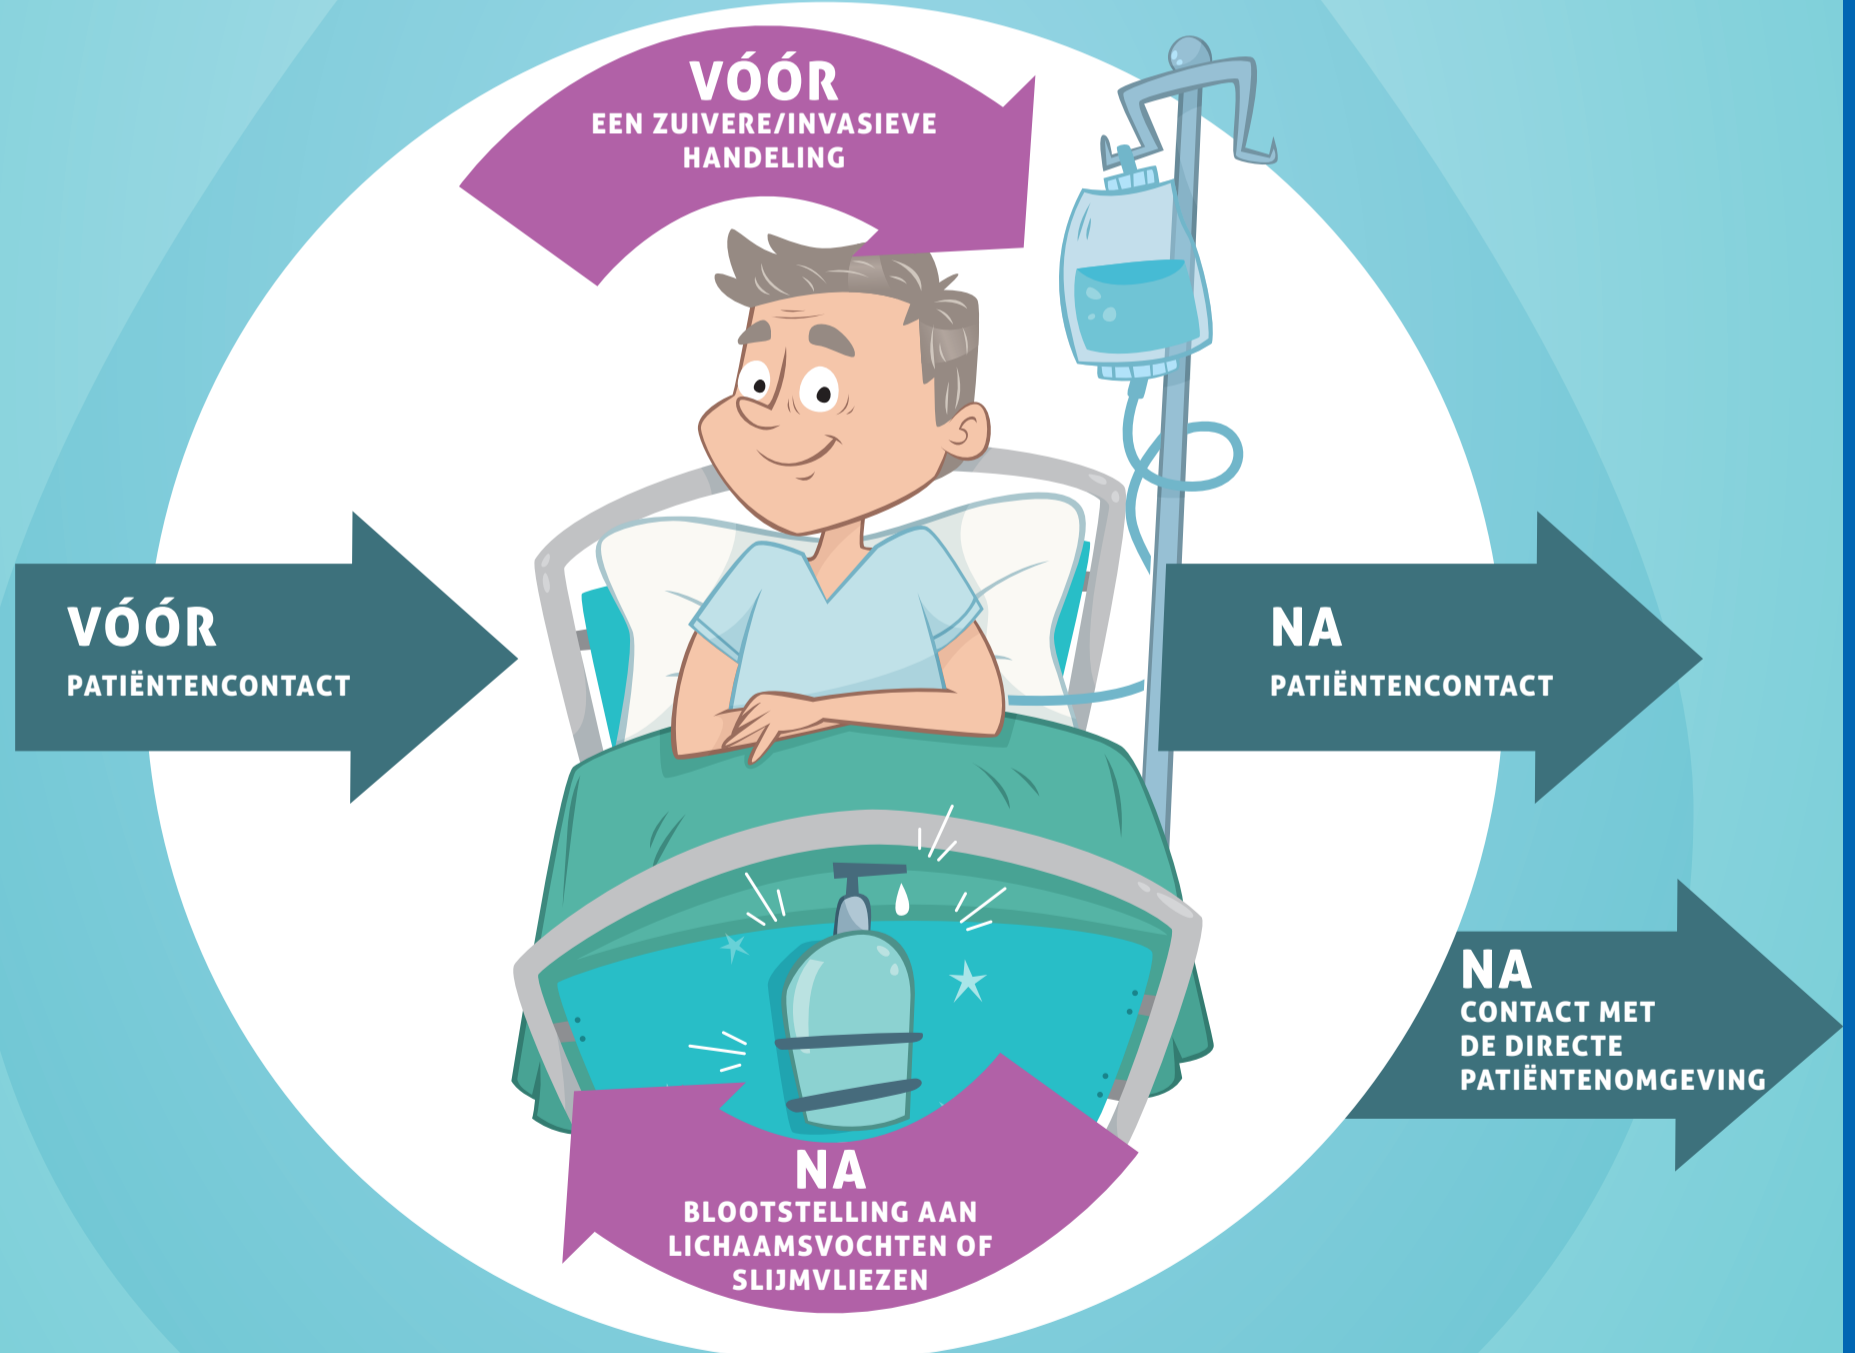 VÓÓR
EEN ZUIVERE/INVASIEVE
HANDELING
VÓÓR
PATIËNTENCONTACT
NA
PATIËNTENCONTACT
NA
CONTACT MET
DE DIRECTE
PATIËNTENOMGEVING
NA
BLOOTSTELLING AAN
LICHAAMSVOCHTEN OF
SLIJMVLIEZEN